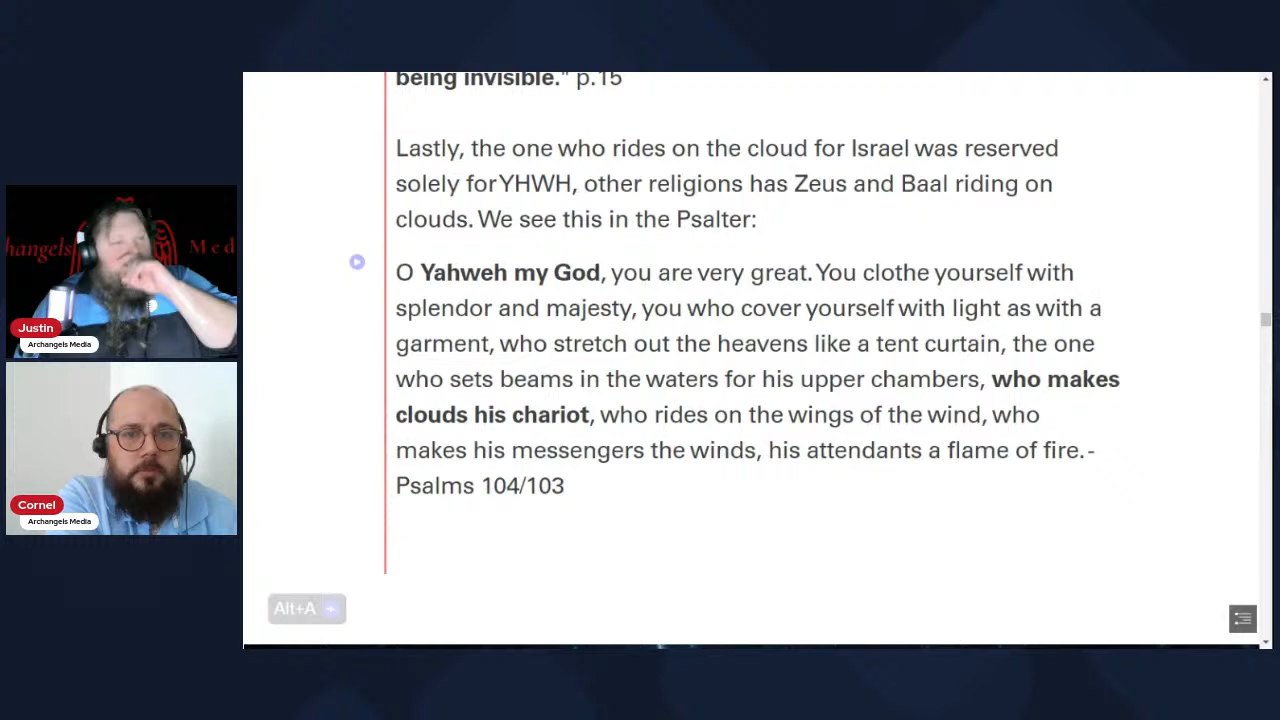 being invisible." p.15
Lastly, the one who rides on the cloud for Israel was reserved
solely for YHWH, other religions has Zeus and Baal riding on
clouds. We see this in the Psalter:
O Yahweh my God, you are very great. You clothe yourself with
splendor and majesty, you who cover yourself with light as with a
garment, who stretch out the heavens like a tent curtain, the one
who sets beams in the waters for his upper chambers, who makes
clouds his chariot, who rides on the wings of the wind, who
makes his messengers the winds, his attendants a flame of fire. -
Psalms 104/103
Alt+A
Justin
Archangels Media
Cornel
Archangels Media